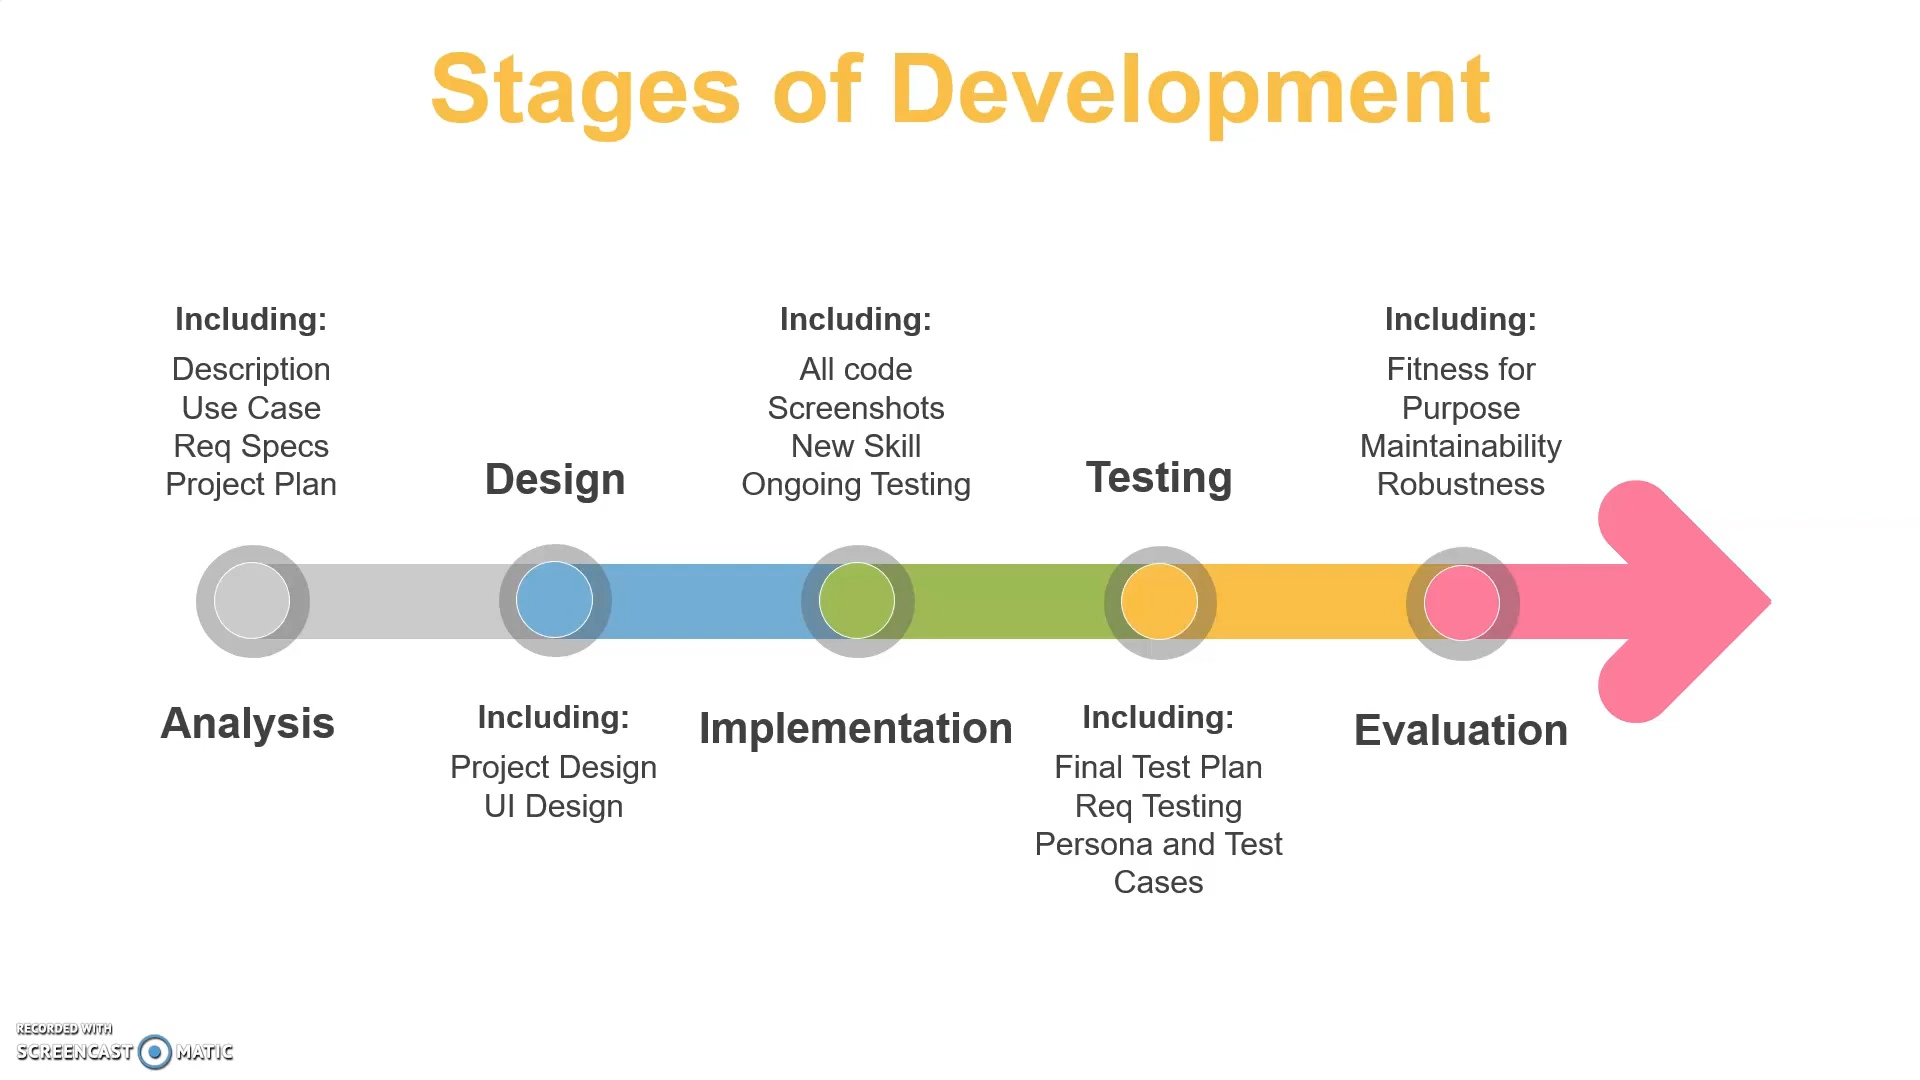 Stages of Development
Including:
Description
Use Case
Req Specs
Project Plan
Analysis
Design
Including:
Project Design
UI Design
Including:
All code
Screenshots
New Skill
Ongoing Testing
Implementation
Testing
Including:
Final Test Plan
Req Testing
Persona and Test
Cases
Including:
Fitness for
Purpose
Maintainability
Robustness
Evaluation
RECORDED WITH
SCREENCAST MATIC